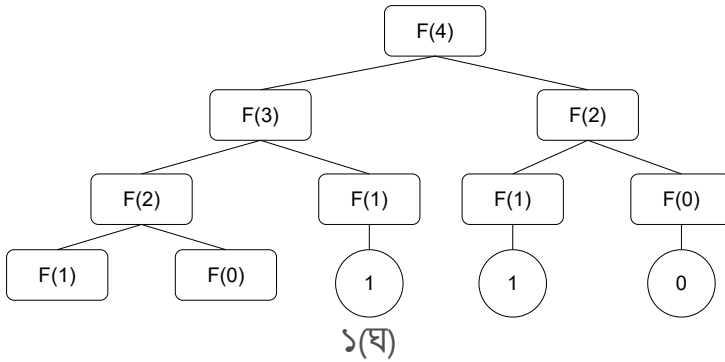 F(4)
F(3) F(2)
F(2) F(1) F(1) F(0)
F(1) F(0) 1 1 0
১(ঘ)